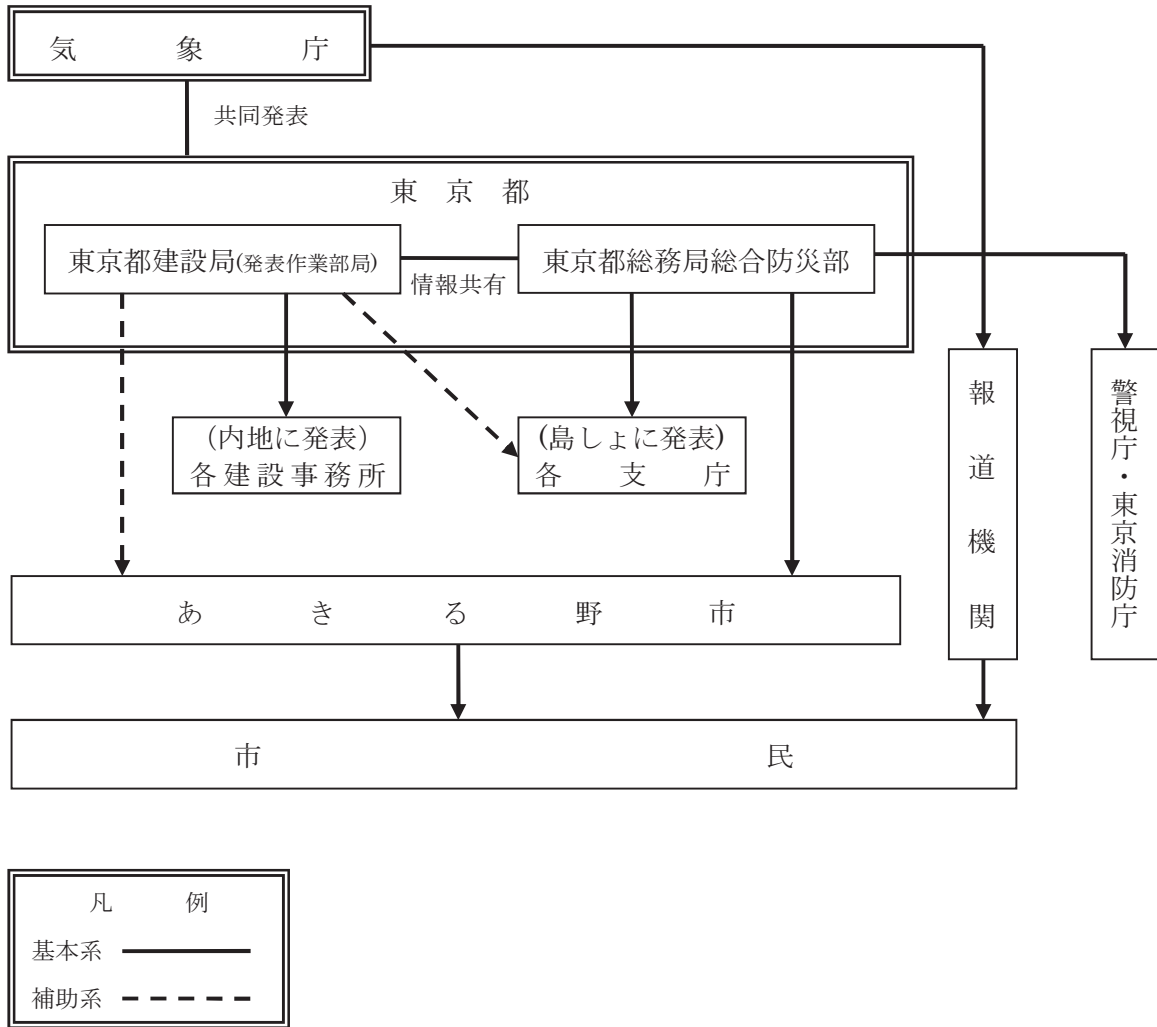 気象庁
共同発表
東京都
東京都建設局(発表作業部局)
情報共有
東京都総務局総合防災部
(内地に発表)
各建設事務所
(島しょに発表)
各支庁
報道機関
警視庁・東京消防庁
あきる野市
市民
凡例
基本系
補助系